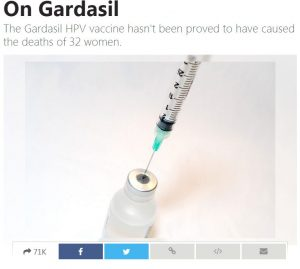 On Gardasil
The Gardasil HPV vaccine hasn't been proved to have caused
the deaths of 32 women.
71K